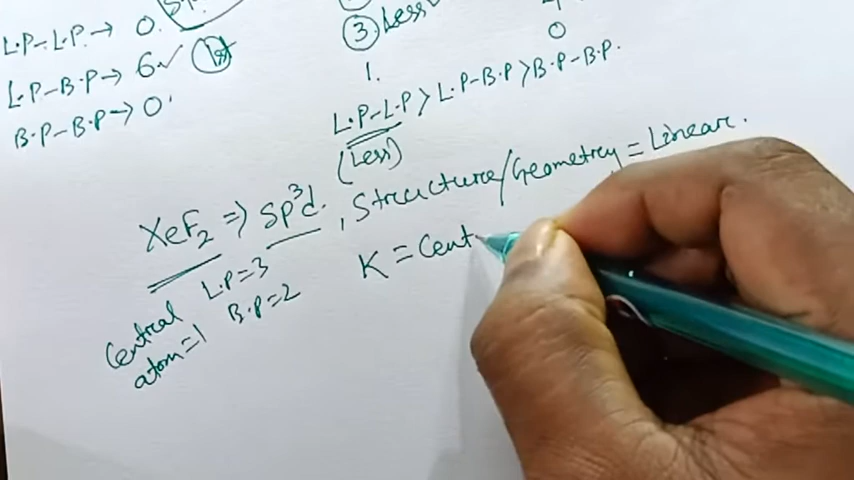 L.P-L.P → 0.
L.P-B.P → 6 ✓ 1st
B.P-B.P → 0.
3. Less
0
1.
L.P-L.P > L.P-B.P > B.P-B.P.
(Less)
XeF2 ⇒ sp3d. , Structure/Geometry = Linear.
Central L.P=3
atom=1 B.P=2
K = Cent